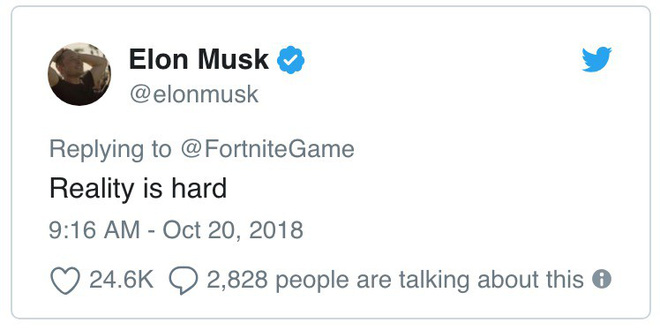 Elon Musk
@elonmusk
Replying to @FortniteGame
Reality is hard
9:16 AM - Oct 20, 2018
24.6K 2,828 people are talking about this